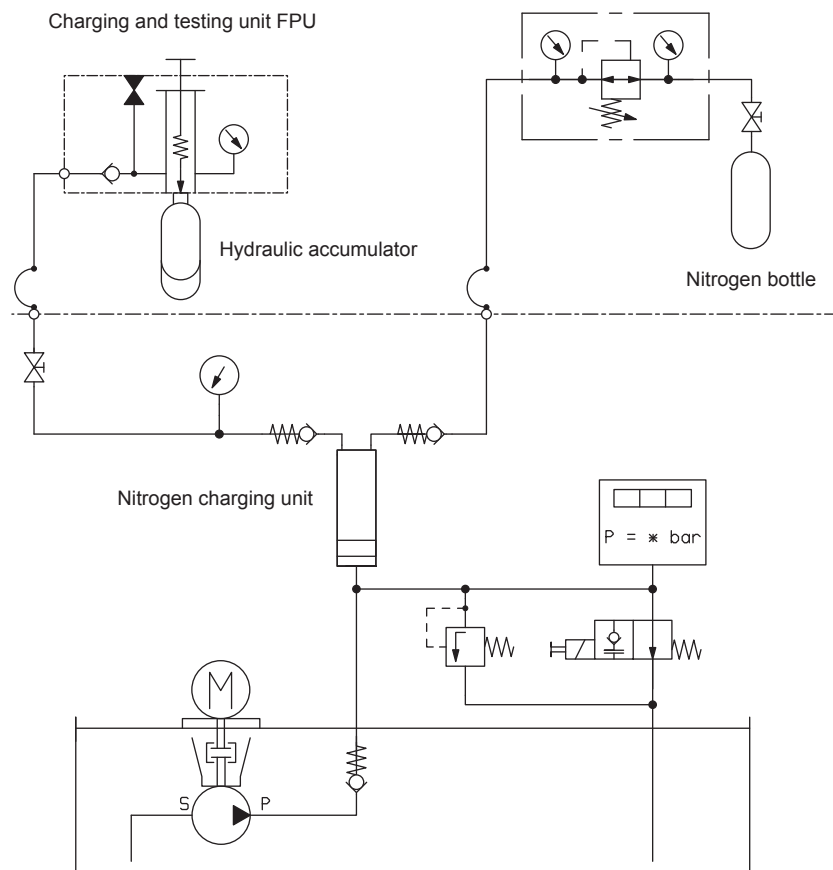 Charging and testing unit FPU
Hydraulic accumulator
Nitrogen bottle
Nitrogen charging unit
P = * bar
M
S
P